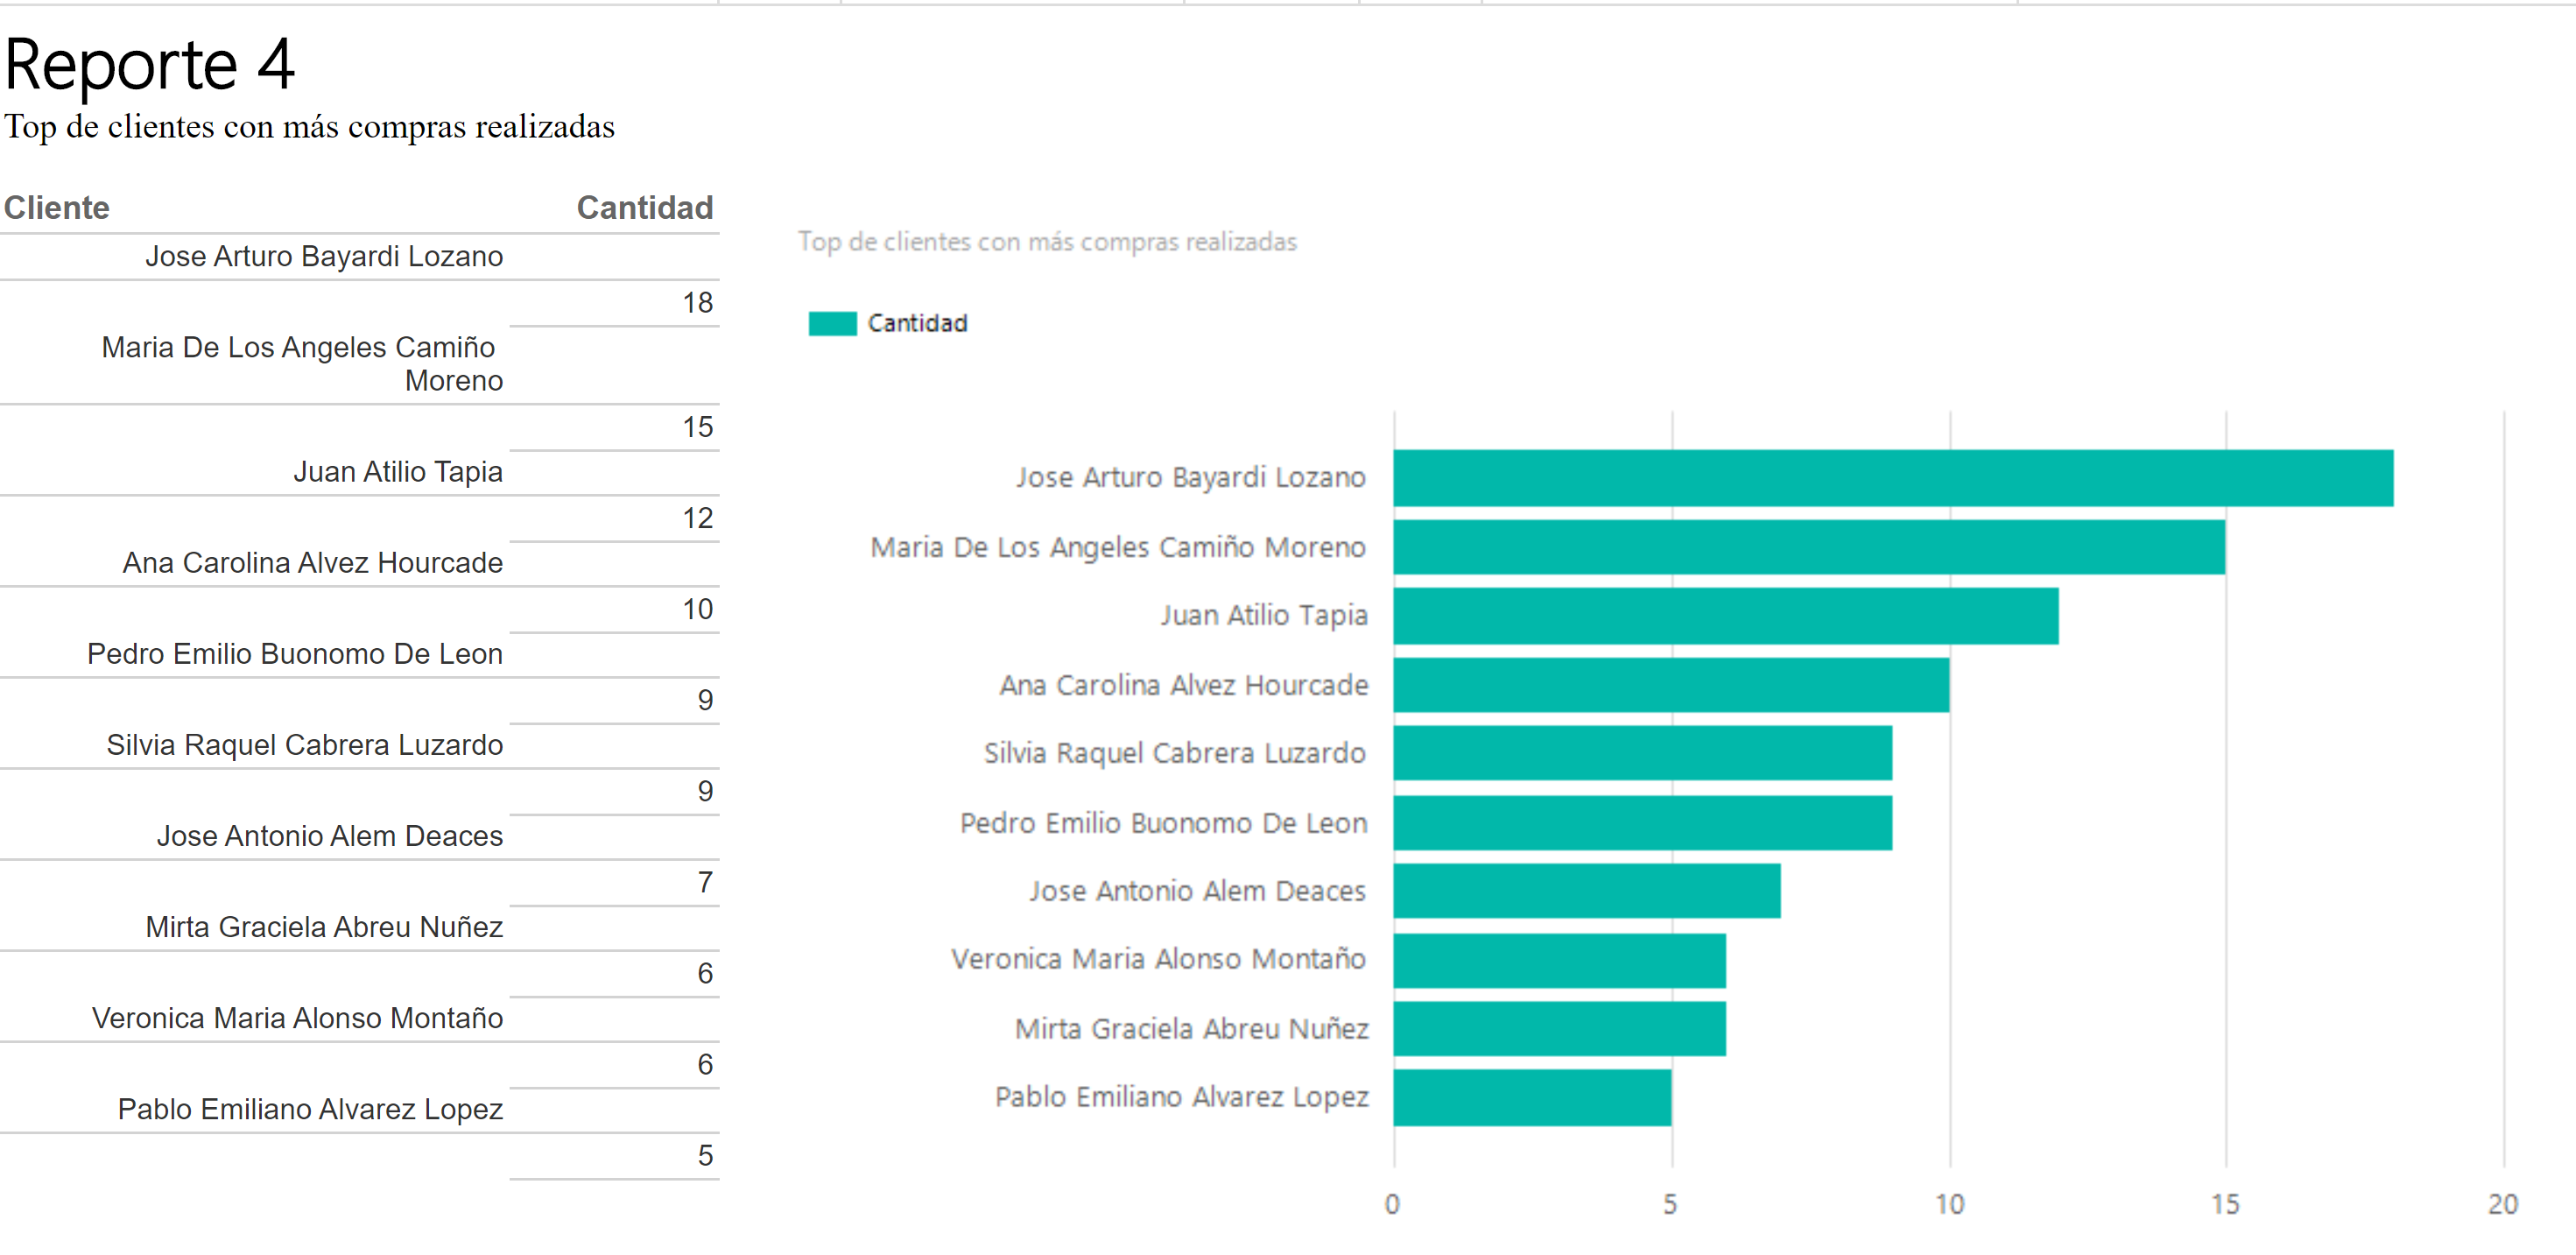 Reporte 4
Top de clientes con más compras realizadas
Cliente Cantidad
Jose Arturo Bayardi Lozano
18
Maria De Los Angeles Camiño
Moreno
15
Juan Atilio Tapia
12
Ana Carolina Alvez Hourcade
10
Pedro Emilio Buonomo De Leon
9
Silvia Raquel Cabrera Luzardo
9
Jose Antonio Alem Deaces
7
Mirta Graciela Abreu Nuñez
6
Veronica Maria Alonso Montaño
6
Pablo Emiliano Alvarez Lopez
5
Top de clientes con más compras realizadas
Cantidad
Jose Arturo Bayardi Lozano
Maria De Los Angeles Camiño Moreno
Juan Atilio Tapia
Ana Carolina Alvez Hourcade
Silvia Raquel Cabrera Luzardo
Pedro Emilio Buonomo De Leon
Jose Antonio Alem Deaces
Veronica Maria Alonso Montaño
Mirta Graciela Abreu Nuñez
Pablo Emiliano Alvarez Lopez
0 5 10 15 20